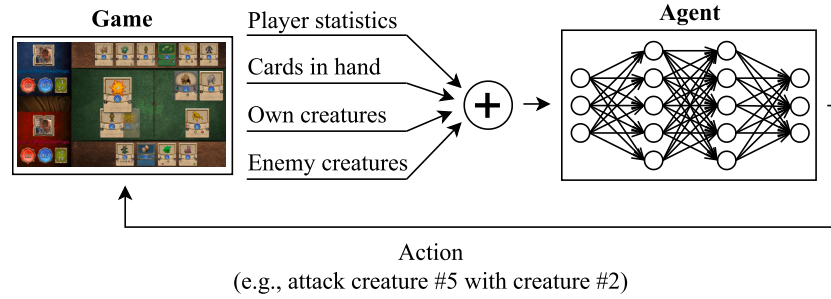 Game
Player statistics
Agent
Cards in hand
Own creatures
Enemy creatures
Action
(e.g., attack creature #5 with creature #2)